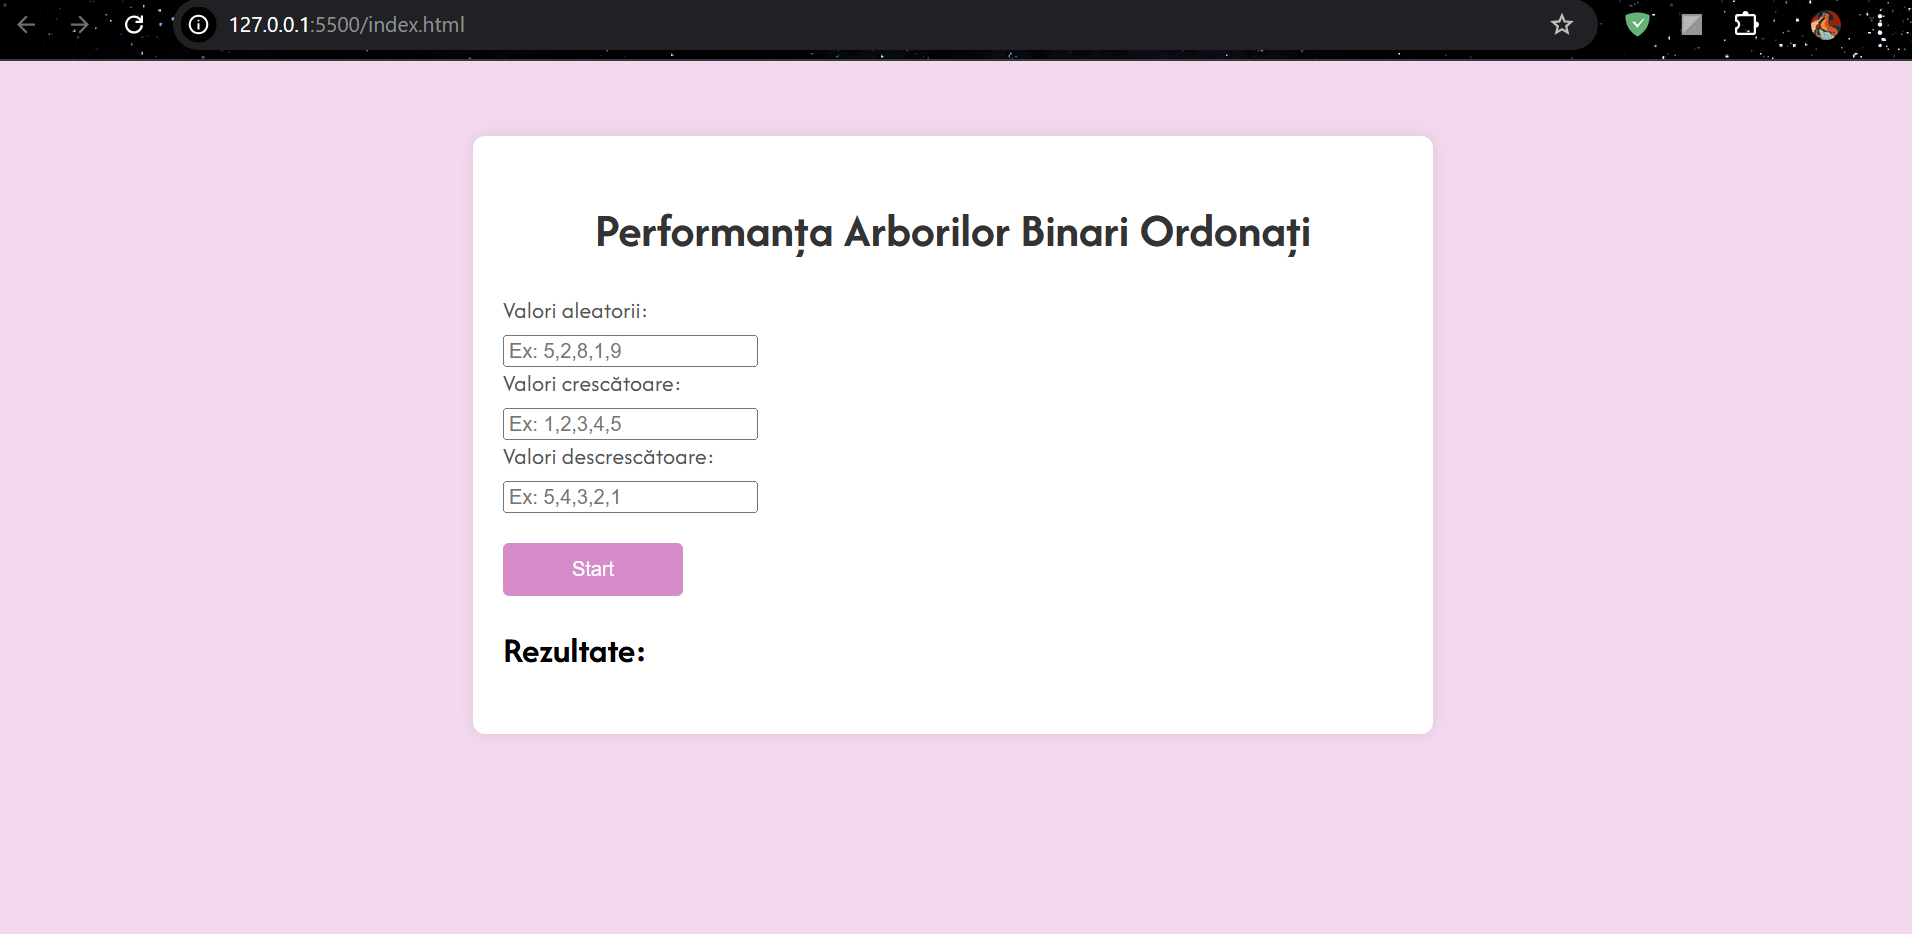 127.0.0.1:5500/index.html
Performanța Arborilor Binari Ordonați
Valori aleatorii:
Ex: 5,2,8,1,9
Valori crescătoare:
Ex: 1,2,3,4,5
Valori descrescătoare:
Ex: 5,4,3,2,1
Start
Rezultate: